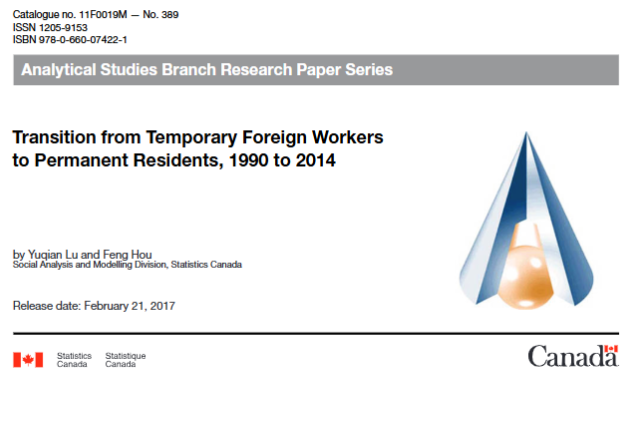 Catalogue no. 11F0019M — No. 389
ISSN 1205-9153
ISBN 978-0-660-07422-1
Analytical Studies Branch Research Paper Series
Transition from Temporary Foreign Workers
to Permanent Residents, 1990 to 2014
by Yuqian Lu and Feng Hou
Social Analysis and Modelling Division, Statistics Canada
Release date: February 21, 2017
Statistics Statistique
Canada Canada
Canada